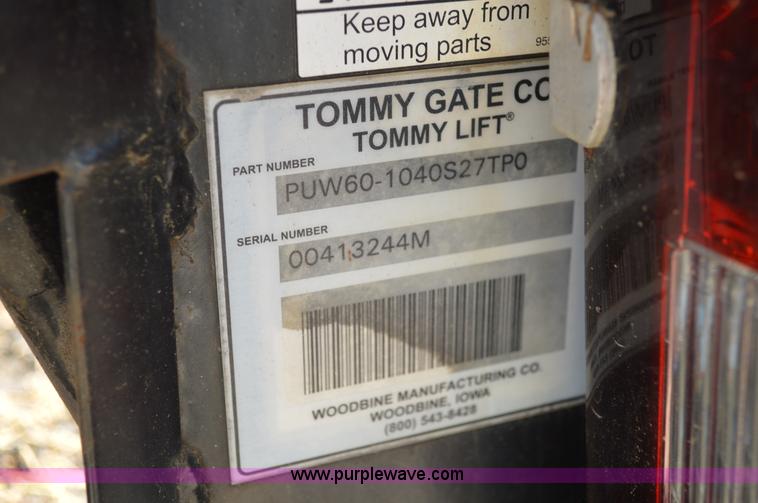 Keep away from
moving parts
TOMMY GATE CO
TOMMY LIFT®
PART NUMBER
PUW60-1040S27TP0
SERIAL NUMBER
00413244M
WOODBINE MANUFACTURING CO.
WOODBINE, IOWA
(800) 543-8428
www.purplewave.com